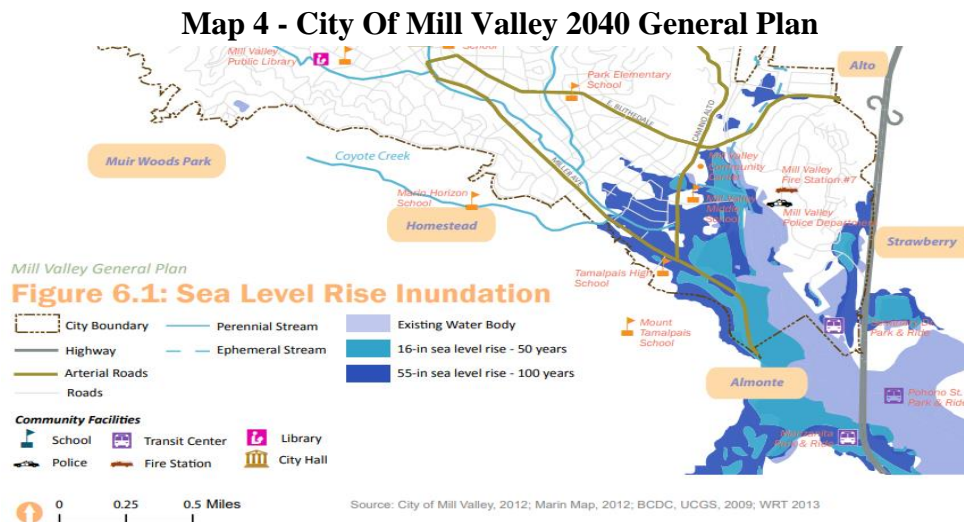 Map 4 - City Of Mill Valley 2040 General Plan
Mill Valley
Public Library
School
Park Elementary
School
Alto
E. BLITHEDALE
CAMINO ALTO
Muir Woods Park
Coyote Creek
MILLER AVE
Mill Valley
Community
Center
Mill Valley
Fire Station #7
Marin Horizon
School
Mill Valley
Middle
School
Mill Valley
Police Department
Homestead
Strawberry
Mill Valley General Plan
Tamalpais High
School
Figure 6.1: Sea Level Rise Inundation
City Boundary
Perennial Stream
Existing Water Body
Mount
Tamalpais
School
Park & Ride
Highway
Ephemeral Stream
16-in sea level rise - 50 years
Arterial Roads
55-in sea level rise - 100 years
Almonte
Roads
Pohono St.
Park & Ride
Community Facilities
School
Transit Center
Library
Manzanita
Park & Ride
Police
Fire Station
City Hall
0 0.25 0.5 Miles
Source: City of Mill Valley, 2012; Marin Map, 2012; BCDC, UCGS, 2009; WRT 2013